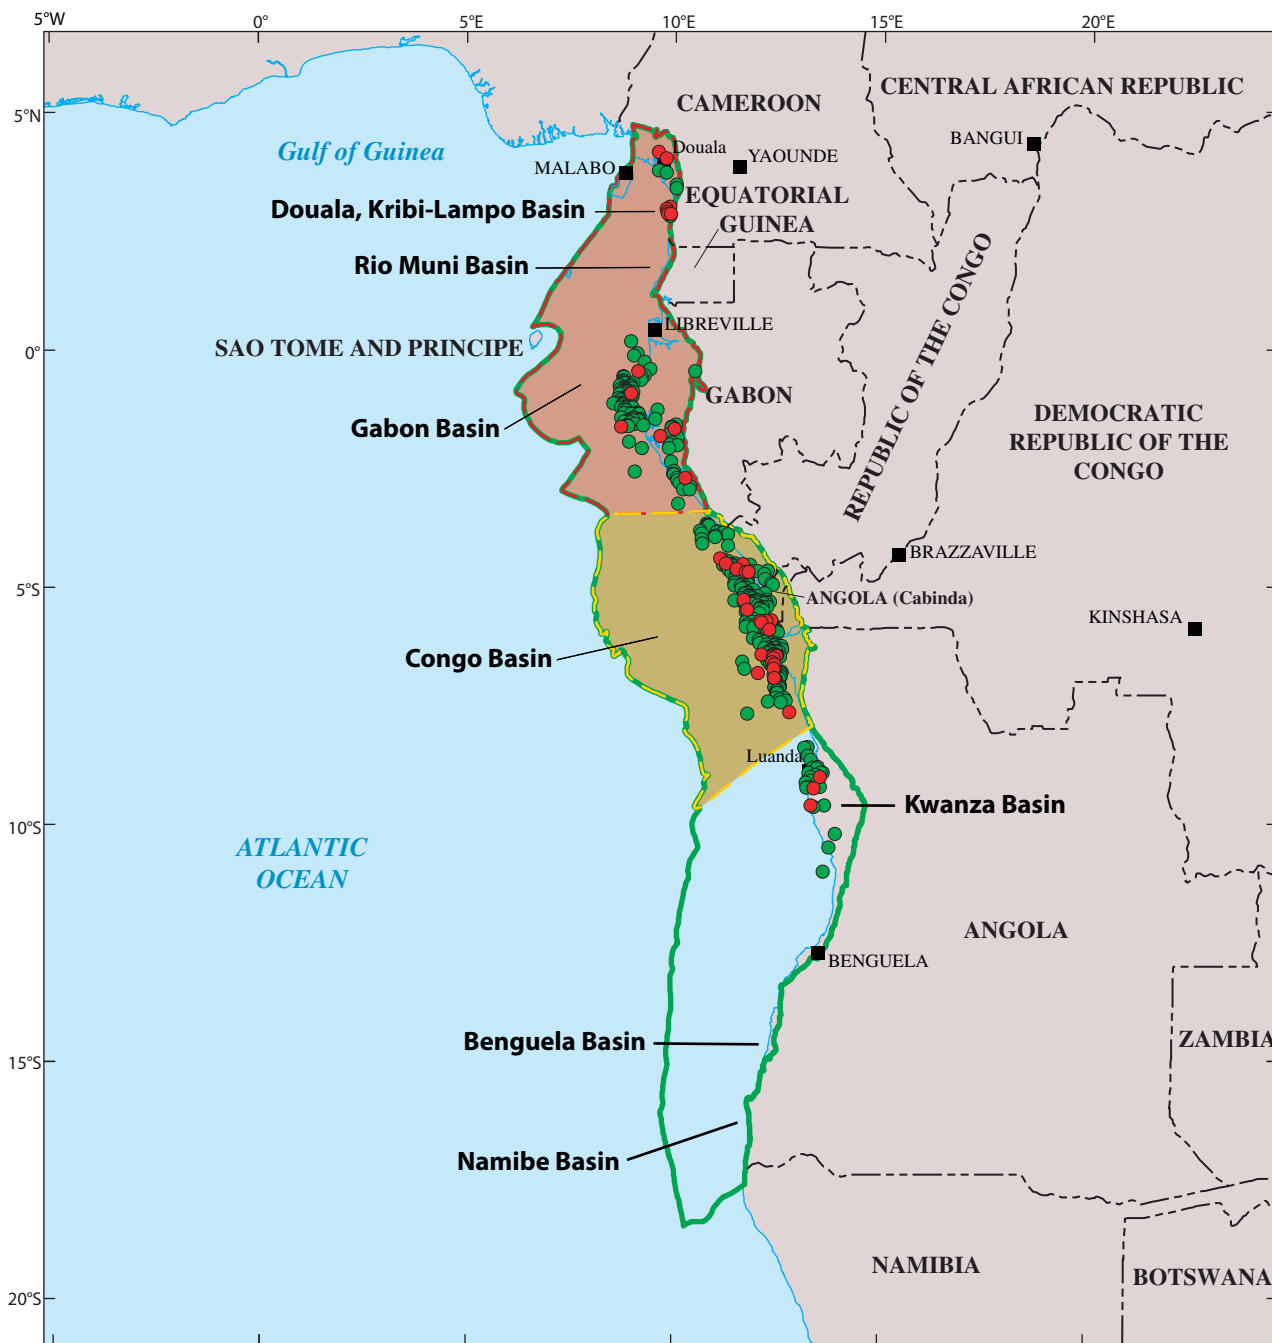 5°W
0°
5°E
10°E
15°E
20°E
CENTRAL AFRICAN REPUBLIC
CAMEROON
5°N
BANGUI
Gulf of Guinea
Douala
YAOUNDE
MALABO
EQUATORIAL
GUINEA
Douala, Kribi-Lampo Basin
Rio Muni Basin
REPUBLIC OF THE CONGO
LIBREVILLE
SAO TOME AND PRINCIPE
0°
GABON
DEMOCRATIC
REPUBLIC OF THE
CONGO
Gabon Basin
BRAZZAVILLE
5°S
ANGOLA (Cabinda)
KINSHASA
Congo Basin
Luanda
Kwanza Basin
10°S
ATLANTIC
OCEAN
ANGOLA
BENGUELA
Benguela Basin
ZAMBIA
15°S
Namibe Basin
NAMIBIA
BOTSWANA
20°S